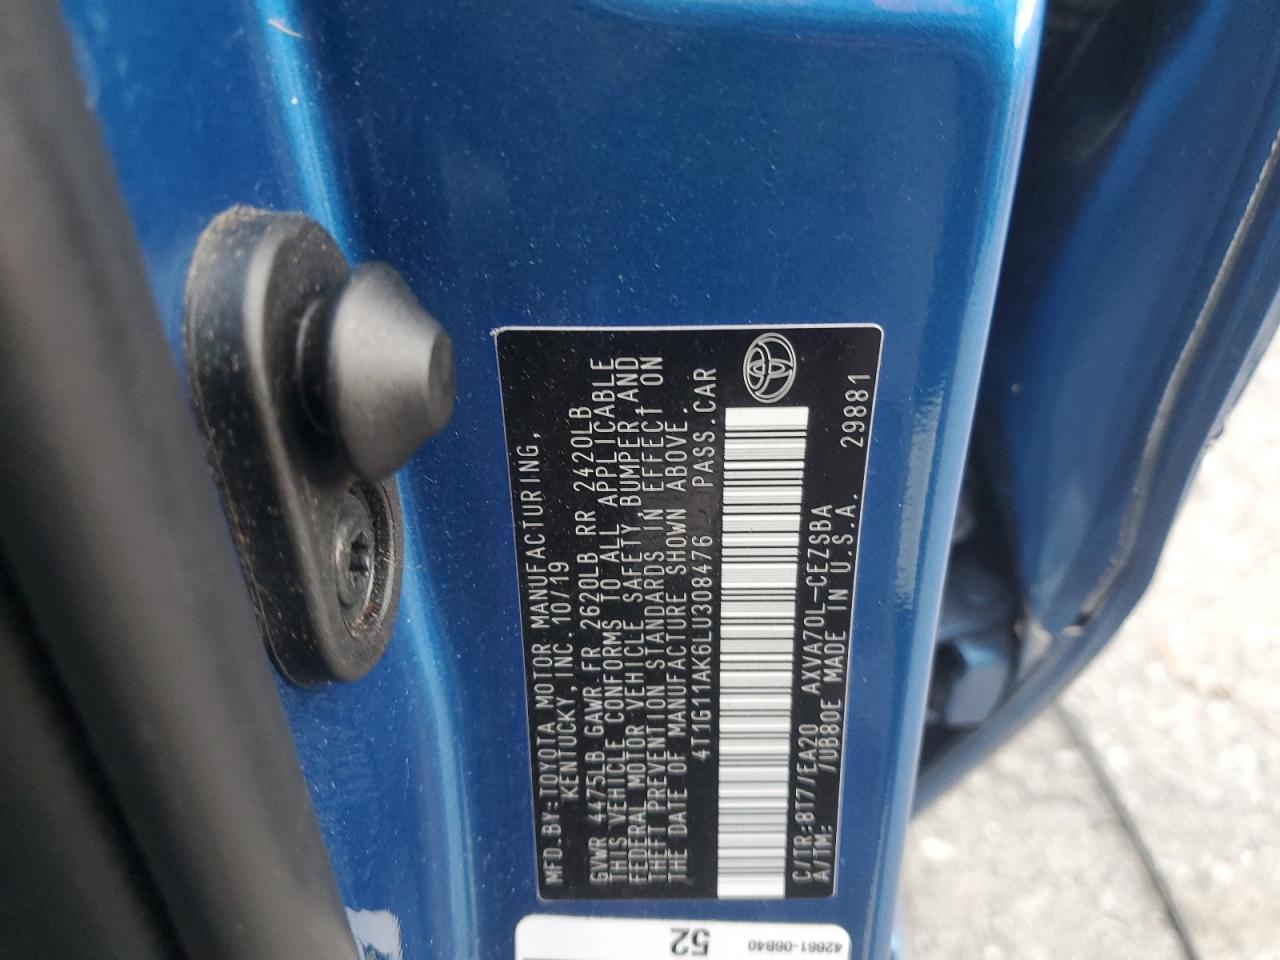 MFD.BY:TOYOTA MOTOR MANUFACTURING,
KENTUCKY, INC. 10/19
GVWR 4475LB GAWR FR 2620LB RR 2420LB
THIS VEHICLE CONFORMS TO ALL APPLICABLE
FEDERAL MOTOR VEHICLE SAFETY,BUMPER,AND
THEFT PREVENTION STANDARDS IN EFFECT ON
THE DATE OF MANUFACTURE SHOWN ABOVE.
4T1G11AK6LU308476 PASS.CAR
C/TR:8T7/EA20 AXVA70L-CEZSBA
A/TM: /UB80E MADE IN U.S.A. 29881
52
42661-06B40